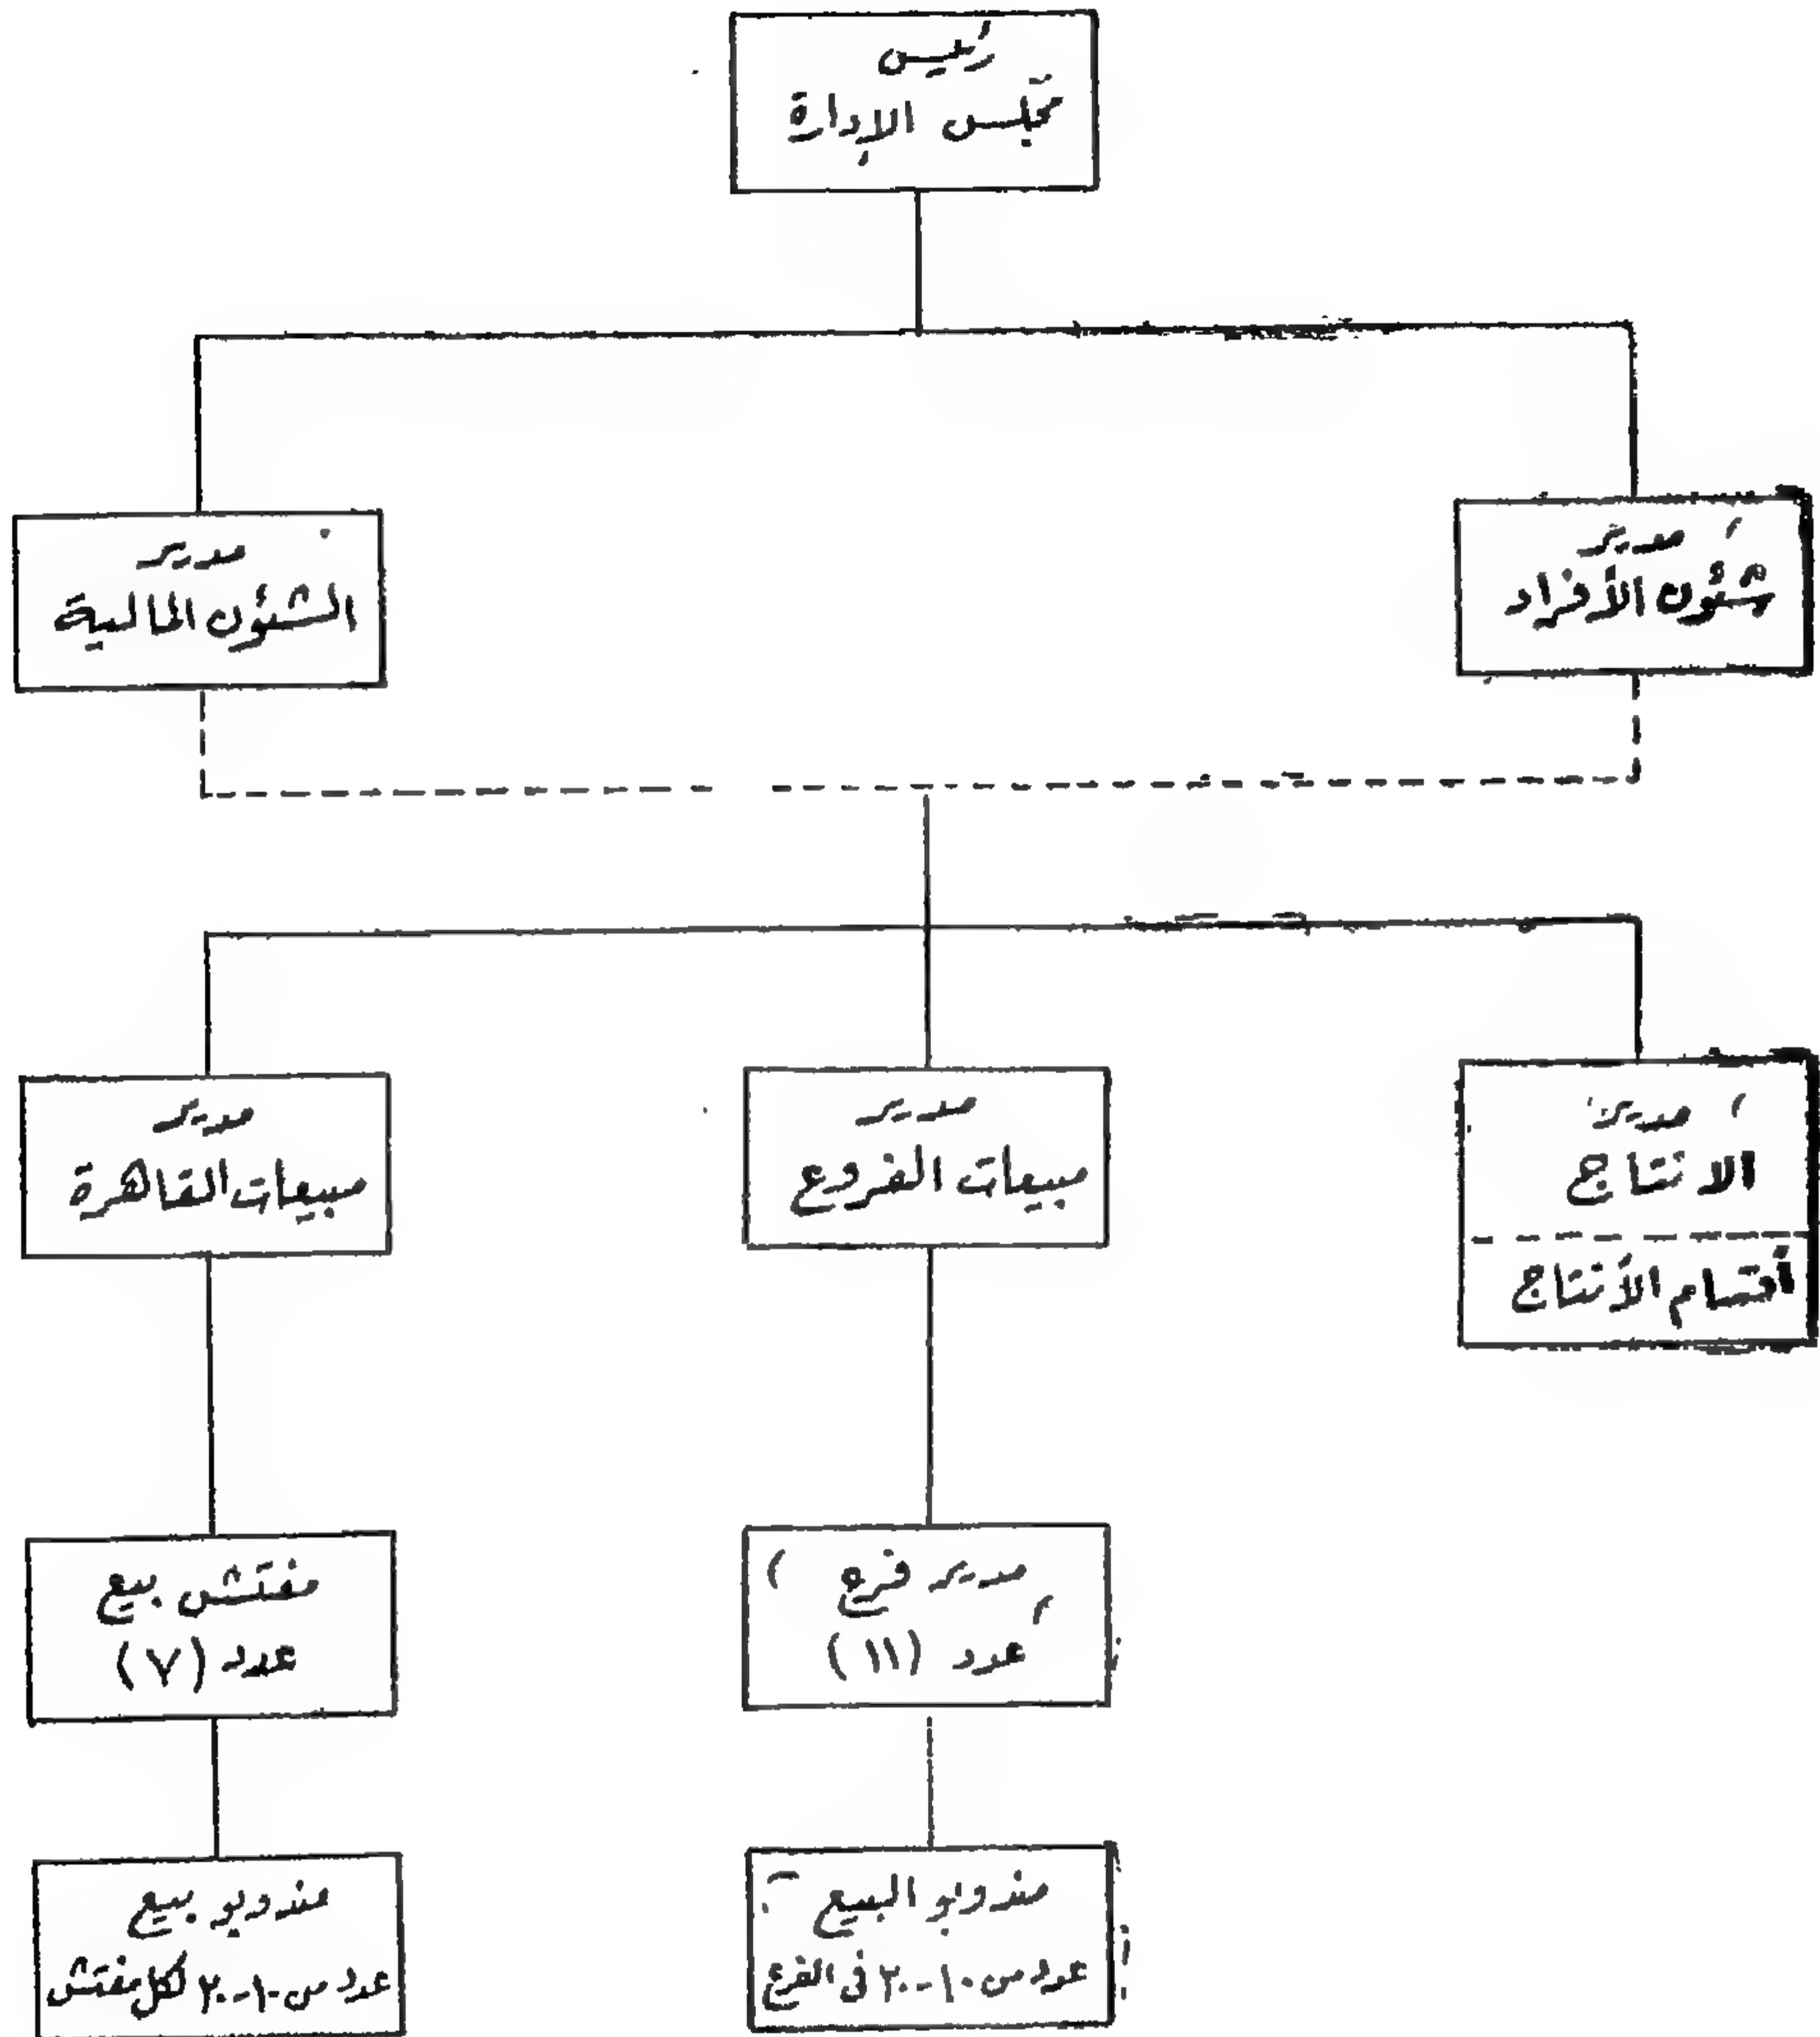 رئيس
مجلس الإدارة
مدير
شئون الأفراد
مدير
الشئون المالية
مدير
الانتاج
أقسام الأنتاج
مدير
مبيعات الفروع
مدير
مبيعات القاهرة
مدير فرع
عدد (١١)
مفتش بيع
عدد (٧)
مندوبو البيع
عدد من ١٠-٢٠ في الفرع
مندوبو بيع
عدد من ١٠-٢٠ لكل مفتش